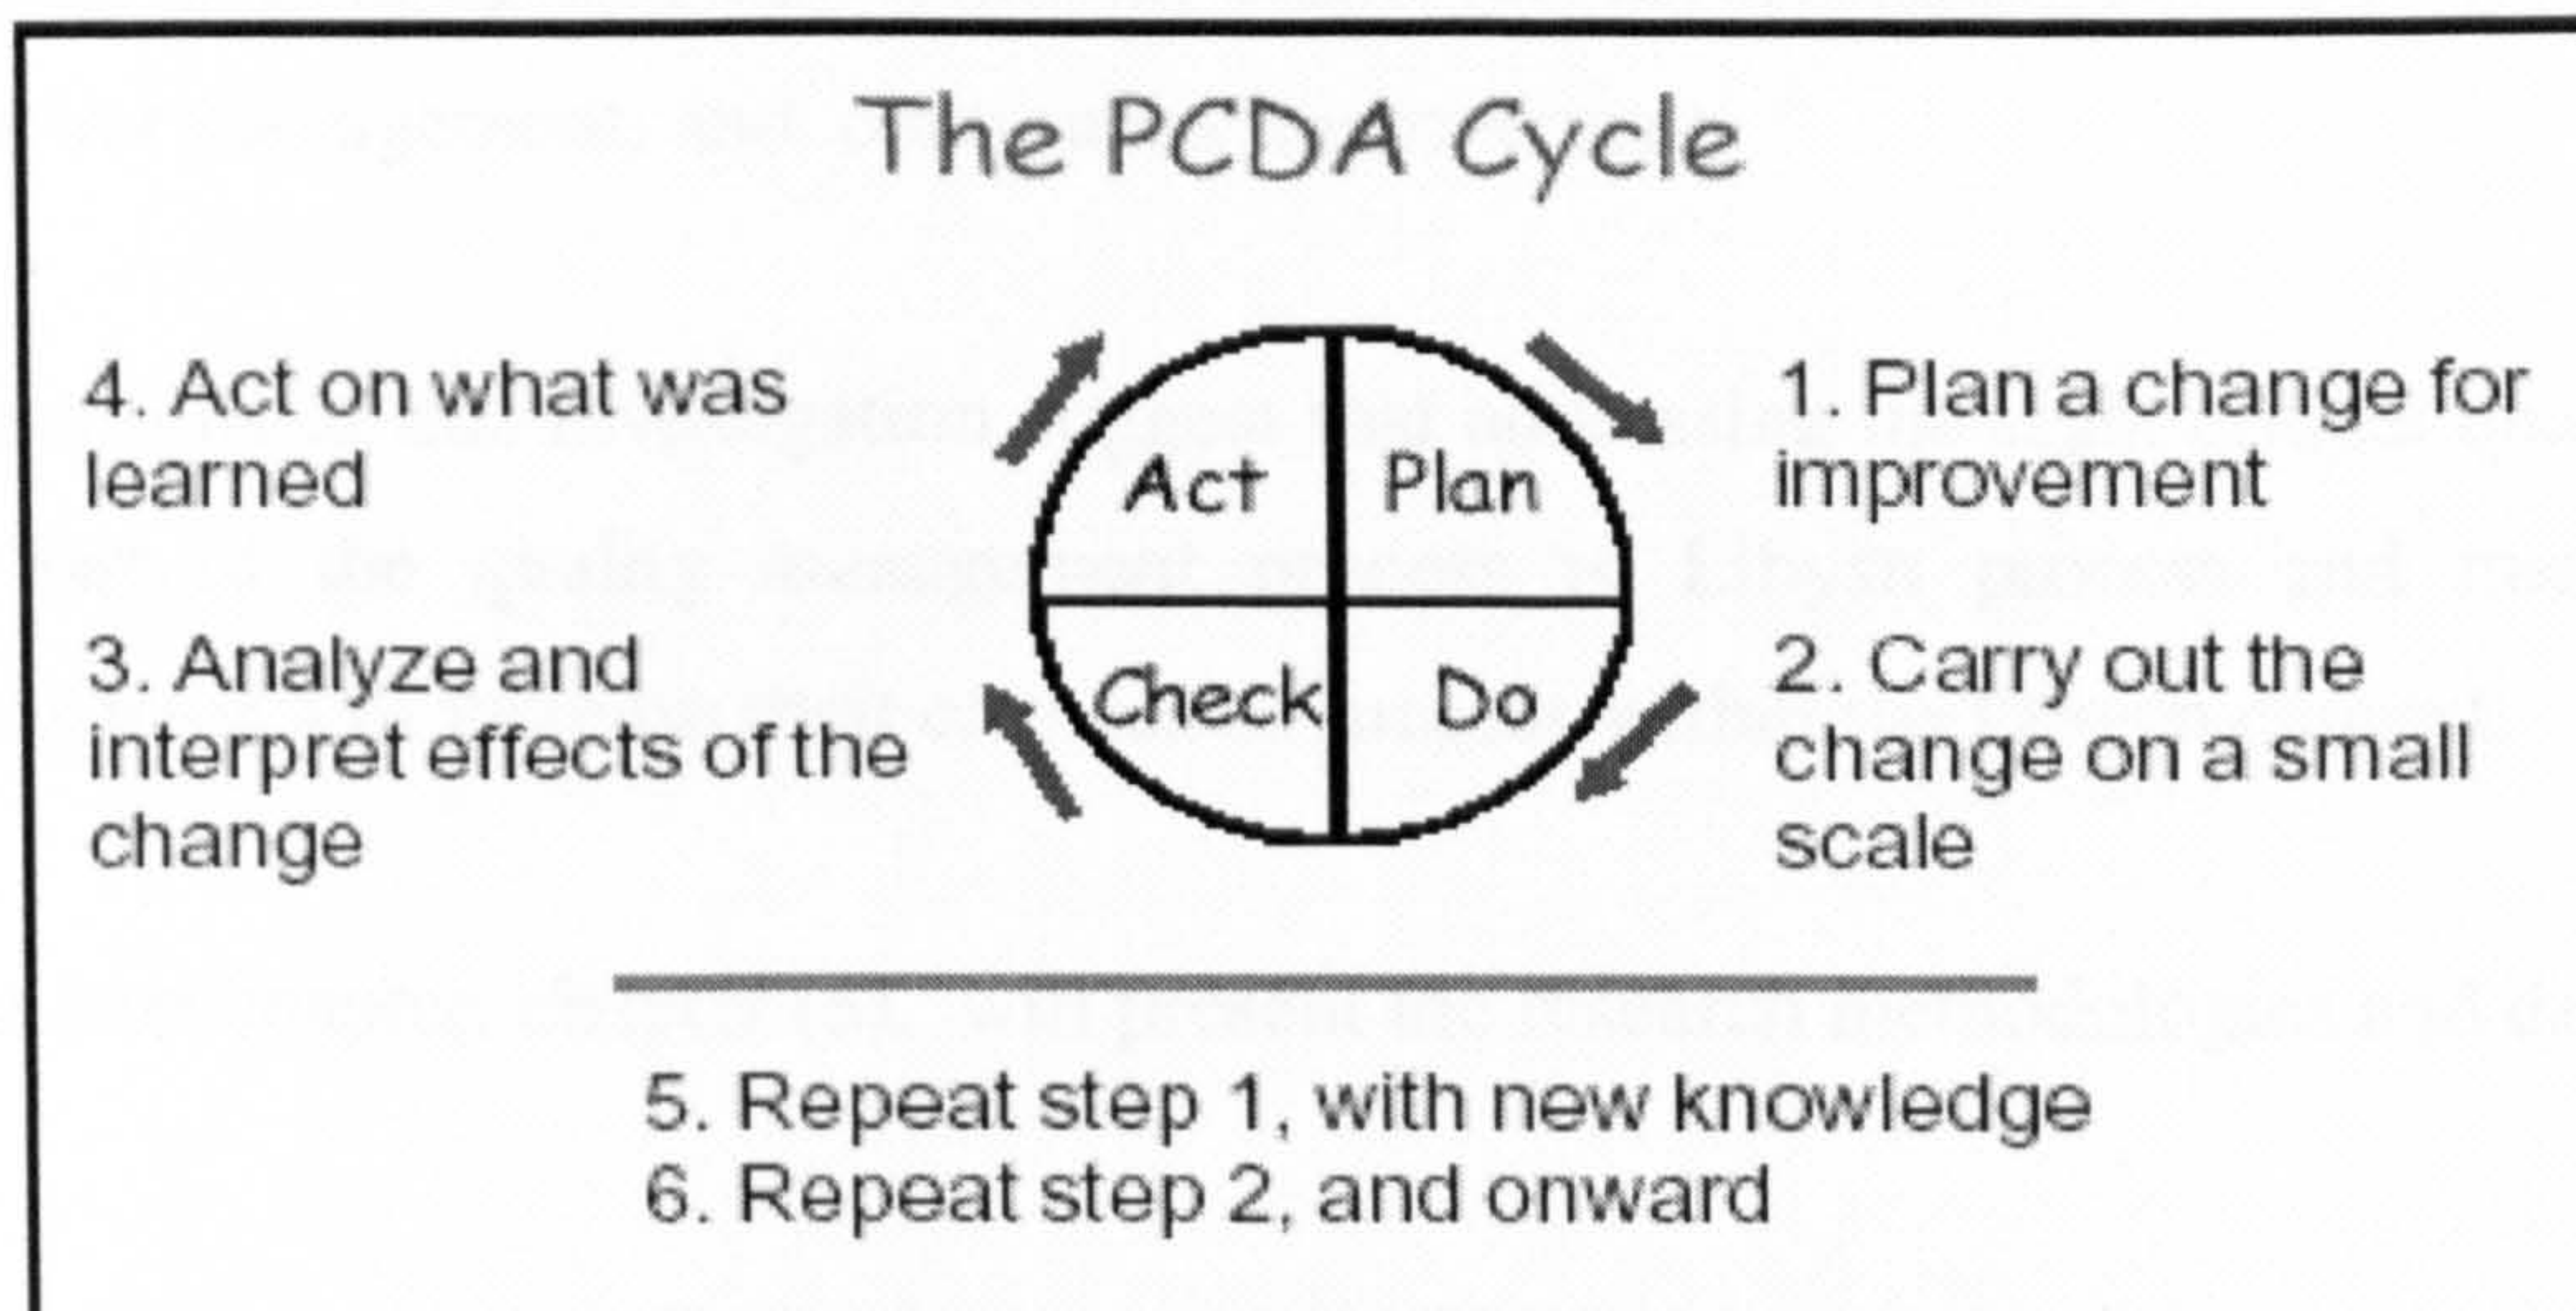 The PCDA Cycle
4. Act on what was
learned
Act
Plan
1. Plan a change for
improvement
3. Analyze and
interpret effects of the
change
Check
Do
2. Carry out the
change on a small
scale
5. Repeat step 1, with new knowledge
6. Repeat step 2, and onward